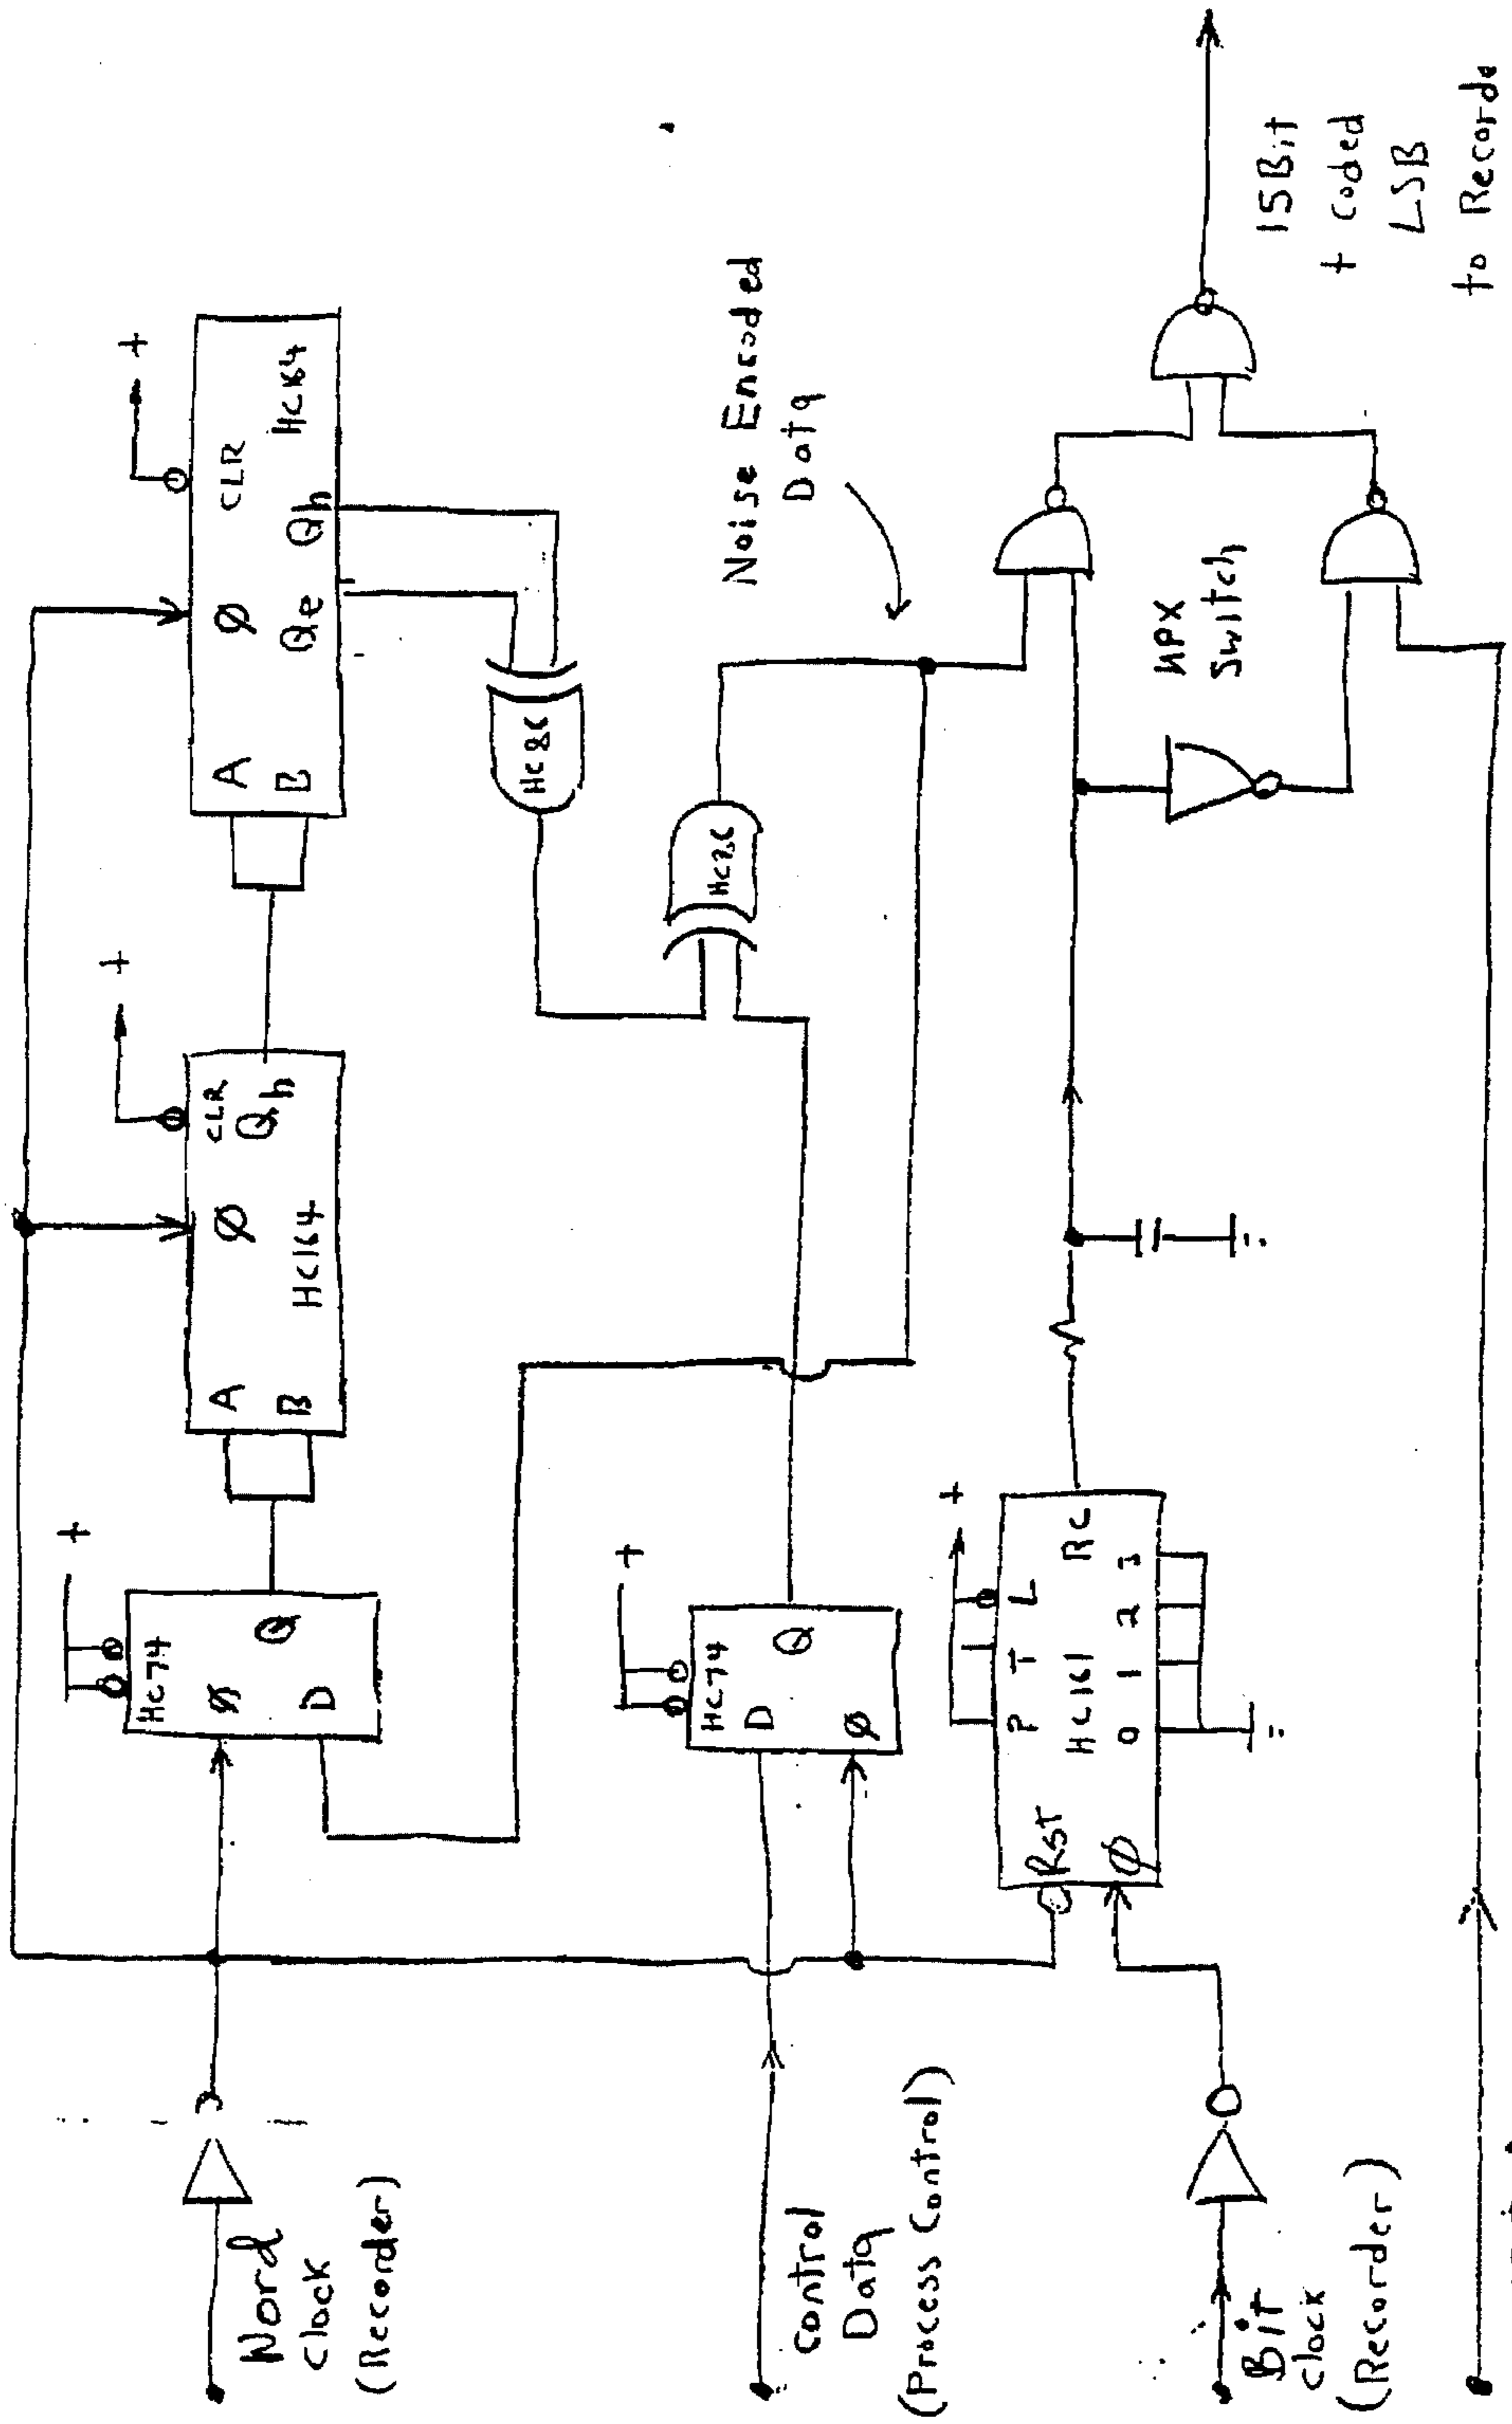 Word
Clock
(Recorder)
+
HC74
Ø
D
Q
A
B
HC164
Ø
CLR
Qh
+
A
B
Ø
Qe
Qh
CLR
HC164
+
HC86
HC86
Noise Encoded
Data
Control
Data
(Process Control)
+
HC74
D
Ø
Q
Bit
Clock
(Recorder)
RST
Ø
P T L
+
HC161
RC
0 1 2 3
MPX
Switch
15Bit
+ Coded
LSB
to Recorde